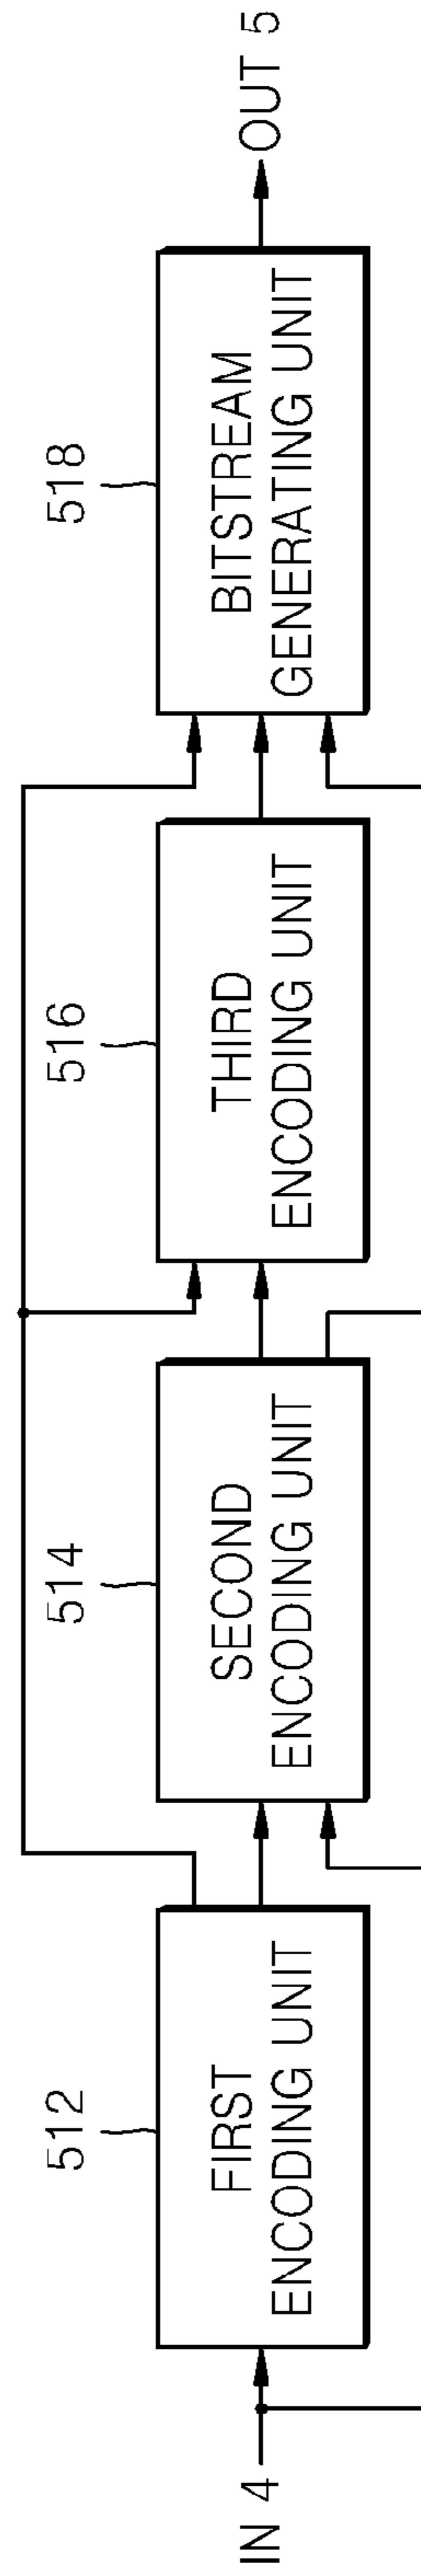 IN 4
512
FIRST
ENCODING UNIT
514
SECOND
ENCODING UNIT
516
THIRD
ENCODING UNIT
518
BITSTREAM
GENERATING UNIT
OUT 5